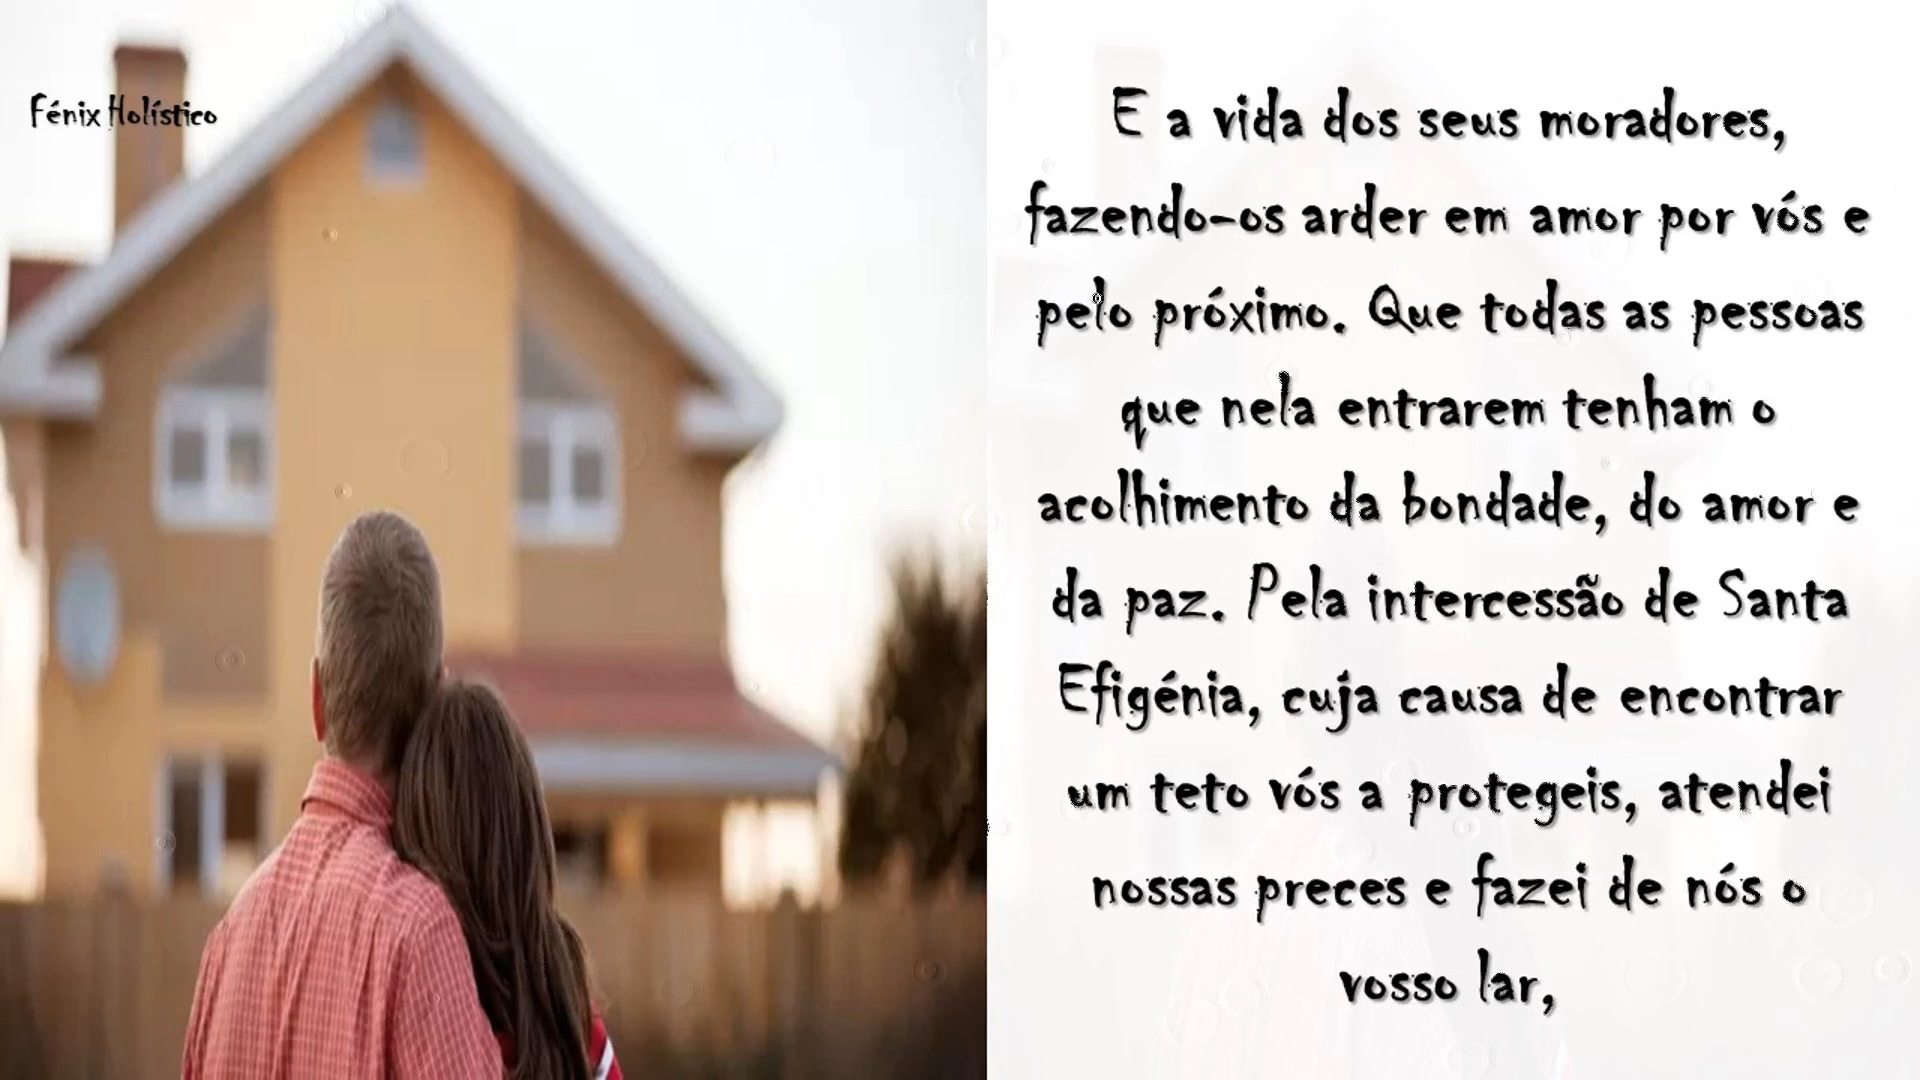 Fénix Holístico
E a vida dos seus moradores,
fazendo-os arder em amor por vós e
pelo próximo. Que todas as pessoas
que nela entrarem tenham o
acolhimento da bondade, do amor e
da paz. Pela intercessão de Santa
Efigénia, cuja causa de encontrar
um teto vós a protegeis, atendei
nossas preces e fazei de nós o
vosso lar,